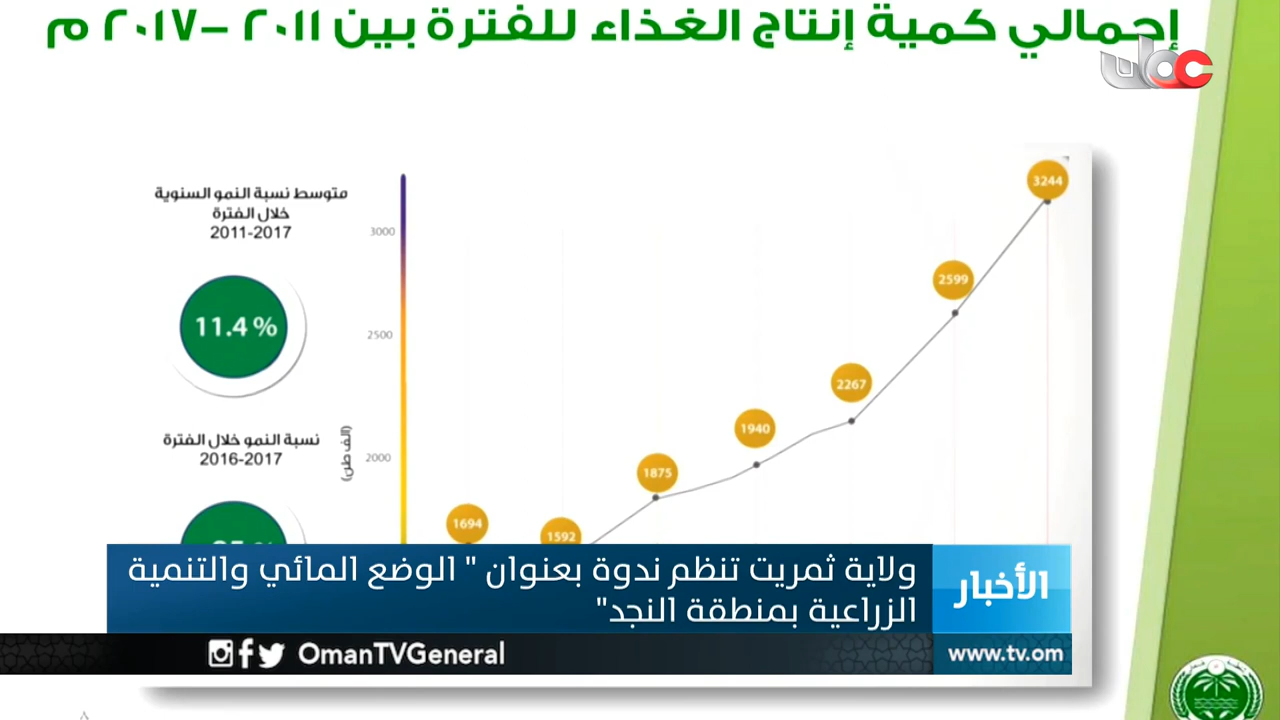 إجمالي كمية إنتاج الغذاء للفترة بين ٢٠١١ – ٢٠١٧ م
متوسط نسبة النمو السنوية
خلال الفترة
2011-2017
11.4 %
نسبة النمو خلال الفترة
2016-2017
(الف طن)
3000
2500
2000
1694
1592
1875
1940
2267
2599
3244
الأخبار
ولاية ثمريت تنظم ندوة بعنوان " الوضع المائي والتنمية
الزراعية بمنطقة النجد"
OmanTVGeneral
www.tv.om